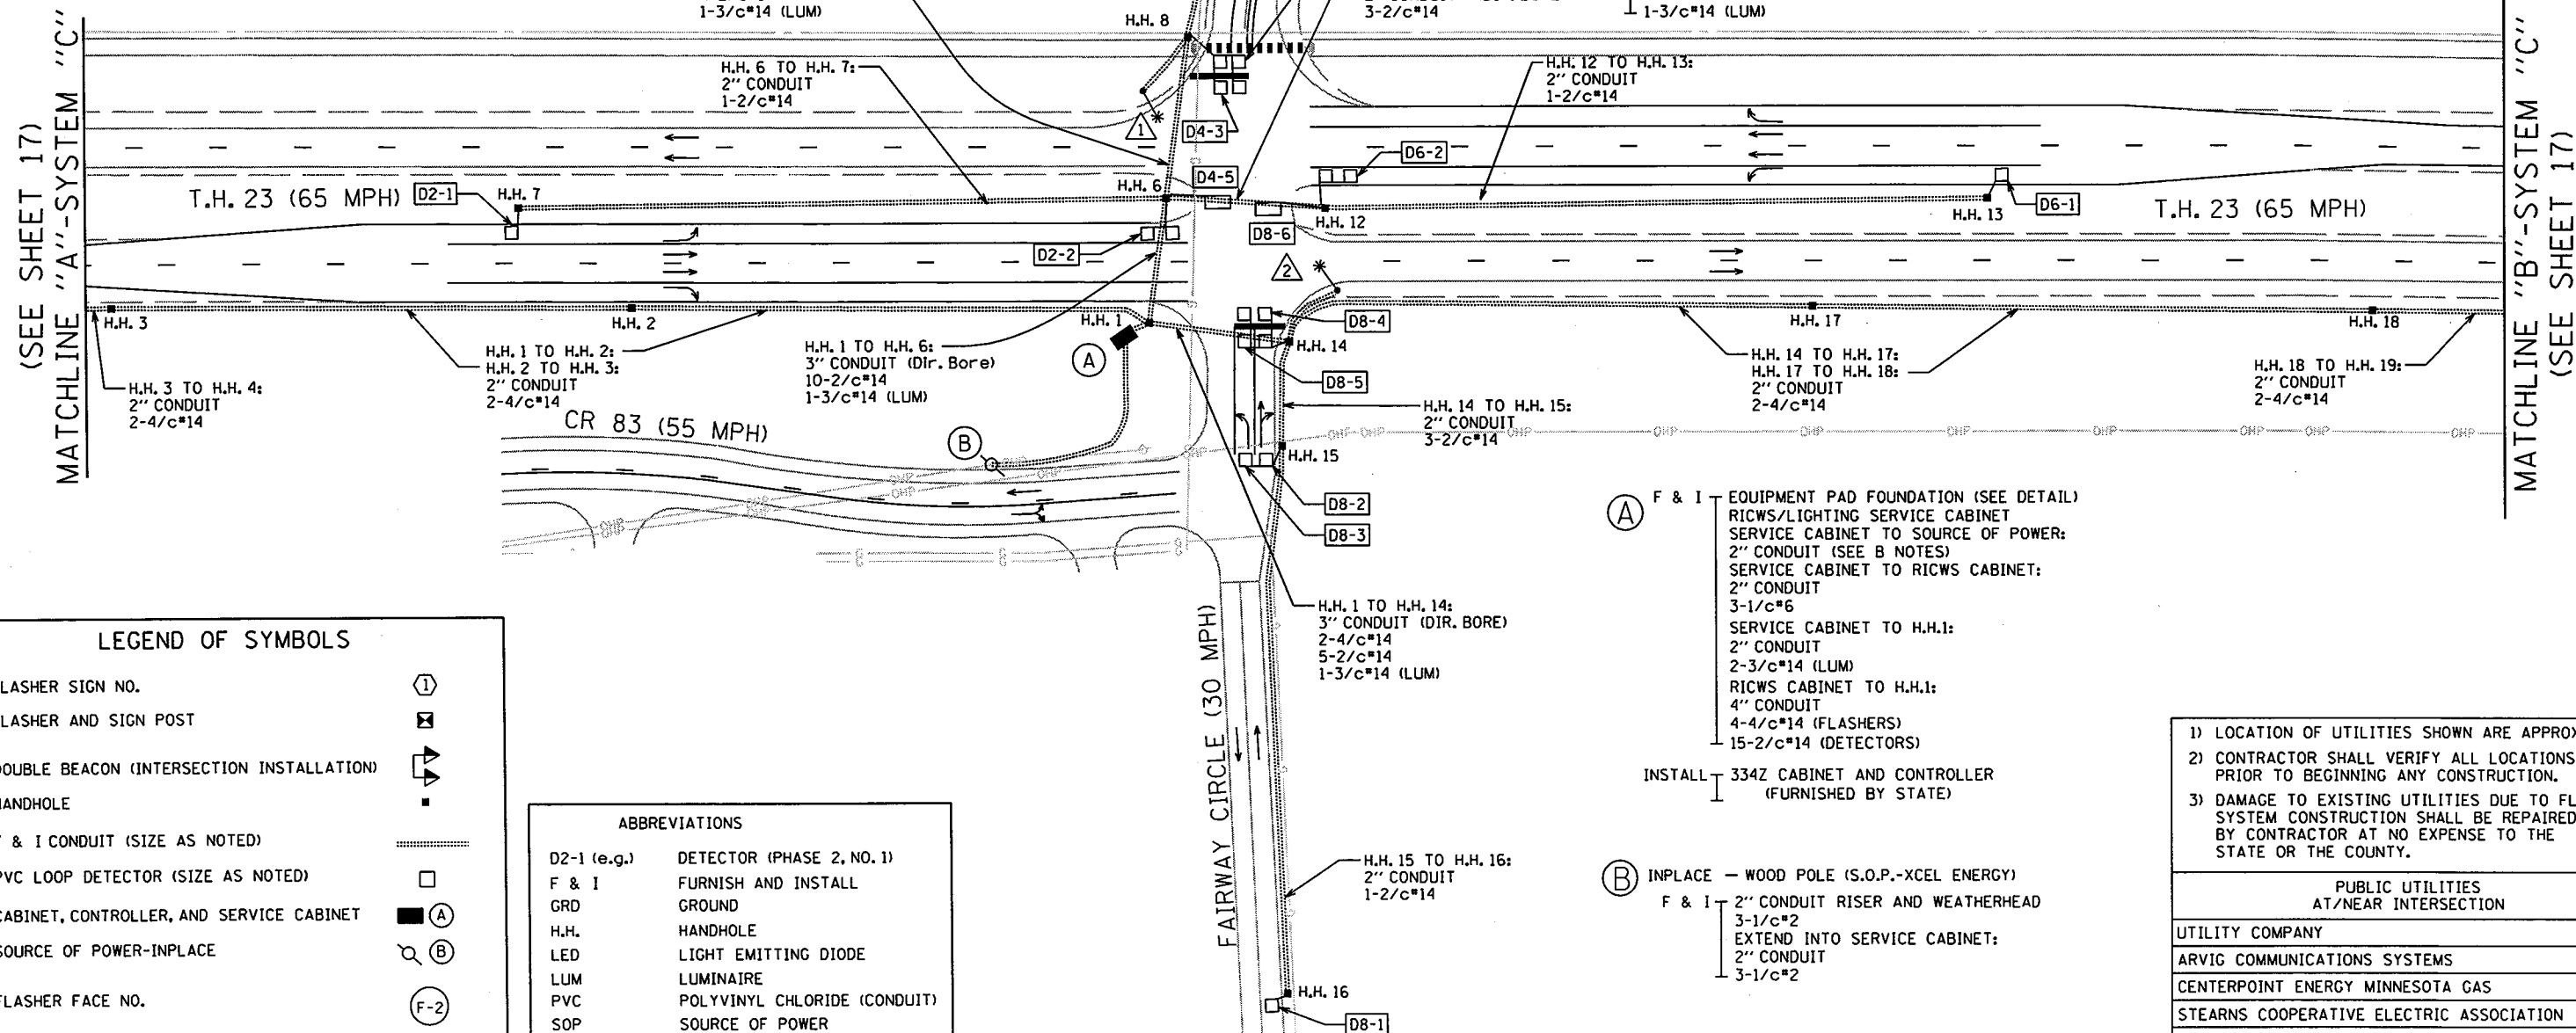 1-3/c#14 (LUM)
3-2/c#14
1-3/c#14 (LUM)
H.H. 8
H.H. 6 TO H.H. 7:
2" CONDUIT
1-2/c#14
H.H. 12 TO H.H. 13:
2" CONDUIT
1-2/c#14
(SEE SHEET 17)
MATCHLINE "A"-SYSTEM "C"
MATCHLINE "B"-SYSTEM "C"
(SEE SHEET 17)
1
D4-3
D6-2
T.H. 23 (65 MPH)
D2-1
H.H. 7
H.H. 6
D4-5
H.H. 12
H.H. 13
D6-1
T.H. 23 (65 MPH)
D2-2
D8-6
2
H.H. 3
H.H. 2
H.H. 1
D8-4
H.H. 14
H.H. 17
H.H. 18
A
D8-5
H.H. 3 TO H.H. 4:
2" CONDUIT
2-4/c#14
H.H. 1 TO H.H. 2:
H.H. 2 TO H.H. 3:
2" CONDUIT
2-4/c#14
H.H. 1 TO H.H. 6:
3" CONDUIT (Dir. Bore)
10-2/c#14
1-3/c#14 (LUM)
H.H. 14 TO H.H. 17:
H.H. 17 TO H.H. 18:
2" CONDUIT
2-4/c#14
H.H. 18 TO H.H. 19:
2" CONDUIT
2-4/c#14
H.H. 14 TO H.H. 15:
2" CONDUIT
3-2/c#14
CR 83 (55 MPH)
B
OHP OHP OHP OHP OHP OHP OHP OHP OHP
OHP OHP
OHP OHP
OHP
H.H. 15
D8-2
D8-3
G G G
H.H. 1 TO H.H. 14:
3" CONDUIT (DIR. BORE)
2-4/c#14
5-2/c#14
1-3/c#14 (LUM)
FAIRWAY CIRCLE (30 MPH)
H.H. 15 TO H.H. 16:
2" CONDUIT
1-2/c#14
H.H. 16
D8-1
A
F & I
EQUIPMENT PAD FOUNDATION (SEE DETAIL)
RICWS/LIGHTING SERVICE CABINET
SERVICE CABINET TO SOURCE OF POWER:
2" CONDUIT (SEE B NOTES)
SERVICE CABINET TO RICWS CABINET:
2" CONDUIT
3-1/c#6
SERVICE CABINET TO H.H.1:
2" CONDUIT
2-3/c#14 (LUM)
RICWS CABINET TO H.H.1:
4" CONDUIT
4-4/c#14 (FLASHERS)
15-2/c#14 (DETECTORS)
INSTALL
334Z CABINET AND CONTROLLER
(FURNISHED BY STATE)
B
INPLACE - WOOD POLE (S.O.P.-XCEL ENERGY)
F & I
2" CONDUIT RISER AND WEATHERHEAD
3-1/c#2
EXTEND INTO SERVICE CABINET:
2" CONDUIT
3-1/c#2
LEGEND OF SYMBOLS
LASHER SIGN NO. 1
LASHER AND SIGN POST
DOUBLE BEACON (INTERSECTION INSTALLATION)
HANDHOLE
F & I CONDUIT (SIZE AS NOTED)
PVC LOOP DETECTOR (SIZE AS NOTED)
CABINET, CONTROLLER, AND SERVICE CABINET A
SOURCE OF POWER-INPLACE B
FLASHER FACE NO. F-2
ABBREVIATIONS
D2-1 (e.g.) DETECTOR (PHASE 2, NO. 1)
F & I FURNISH AND INSTALL
GRD GROUND
H.H. HANDHOLE
LED LIGHT EMITTING DIODE
LUM LUMINAIRE
PVC POLYVINYL CHLORIDE (CONDUIT)
SOP SOURCE OF POWER
1) LOCATION OF UTILITIES SHOWN ARE APPROX
2) CONTRACTOR SHALL VERIFY ALL LOCATIONS
PRIOR TO BEGINNING ANY CONSTRUCTION.
3) DAMAGE TO EXISTING UTILITIES DUE TO FL
SYSTEM CONSTRUCTION SHALL BE REPAIRED
BY CONTRACTOR AT NO EXPENSE TO THE
STATE OR THE COUNTY.
PUBLIC UTILITIES
AT/NEAR INTERSECTION
UTILITY COMPANY
ARVIG COMMUNICATIONS SYSTEMS
CENTERPOINT ENERGY MINNESOTA GAS
STEARNS COOPERATIVE ELECTRIC ASSOCIATION